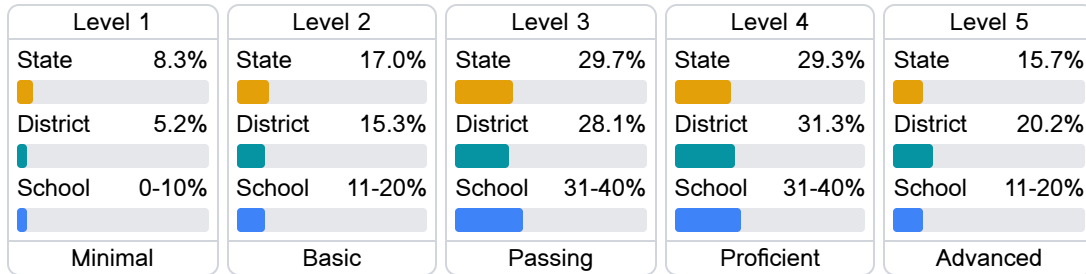 Level 1
State 8.3%
District 5.2%
School 0-10%
Minimal
Level 2
State 17.0%
District 15.3%
School 11-20%
Basic
Level 3
State 29.7%
District 28.1%
School 31-40%
Passing
Level 4
State 29.3%
District 31.3%
School 31-40%
Proficient
Level 5
State 15.7%
District 20.2%
School 11-20%
Advanced